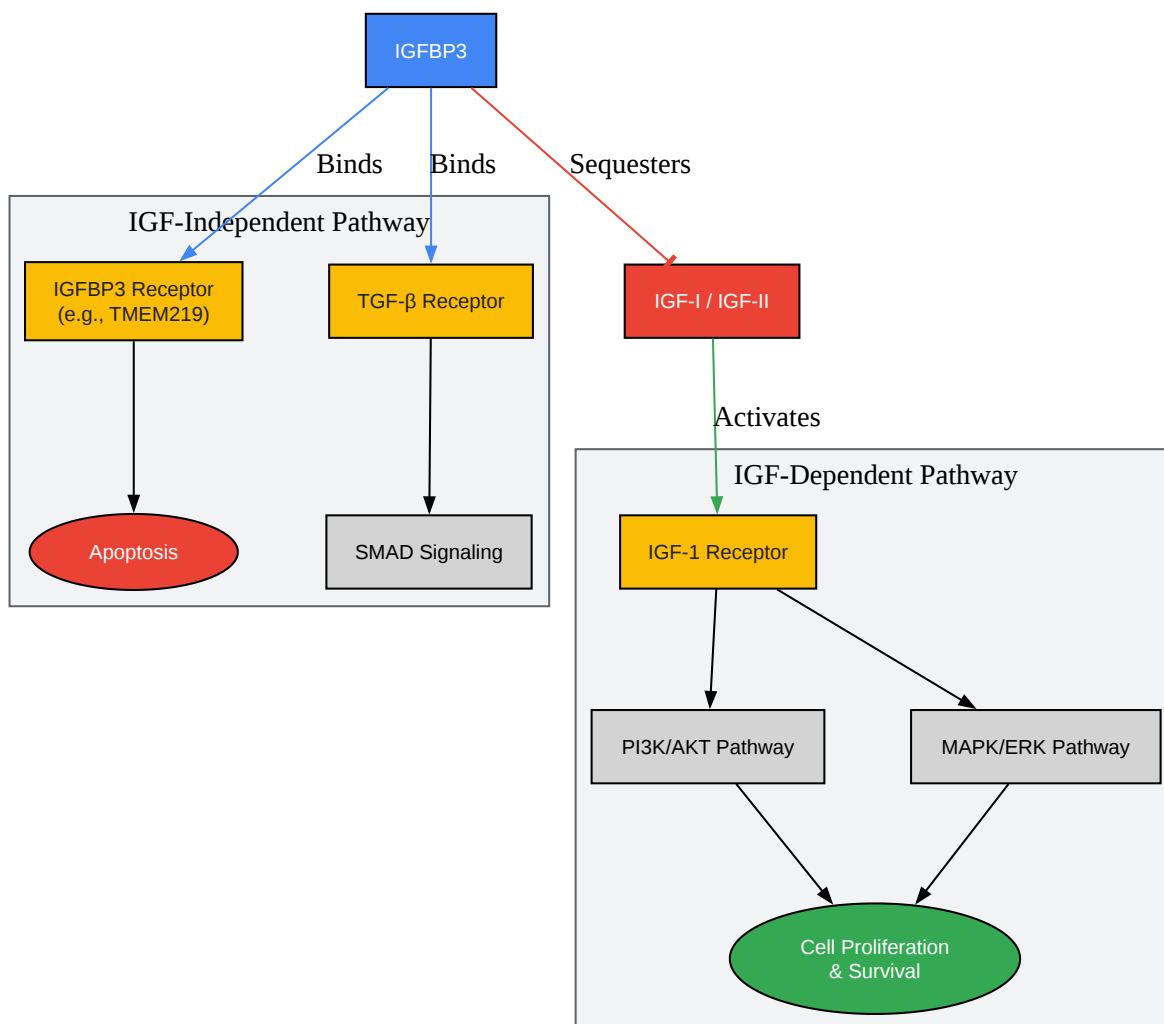 IGFBP3
Binds
Binds
Sequesters
IGF-Independent Pathway
IGFBP3 Receptor
(e.g., TMEM219)
TGF-β Receptor
IGF-I / IGF-II
Activates
IGF-Dependent Pathway
Apoptosis
SMAD Signaling
IGF-1 Receptor
PI3K/AKT Pathway
MAPK/ERK Pathway
Cell Proliferation
& Survival